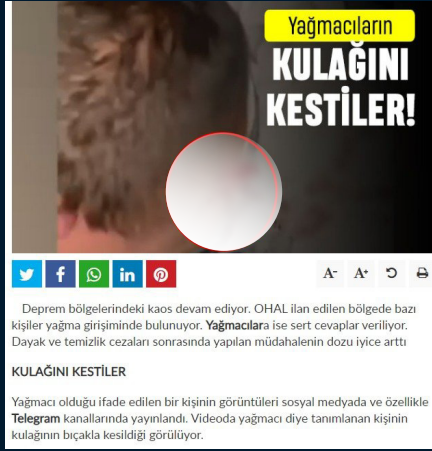 Yağmacıların
KULAĞINI
KESTİLER!
A- A+
Deprem bölgelerindeki kaos devam ediyor. OHAL ilan edilen bölgede bazı
kişiler yağma girişiminde bulunuyor. Yağmacılara ise sert cevaplar veriliyor.
Dayak ve temizlik cezaları sonrasında yapılan müdahalenin dozu iyice arttı
KULAĞINI KESTİLER
Yağmacı olduğu ifade edilen bir kişinin görüntüleri sosyal medyada ve özellikle
Telegram kanallarında yayınlandı. Videoda yağmacı diye tanımlanan kişinin
kulağının bıçakla kesildiği görülüyor.